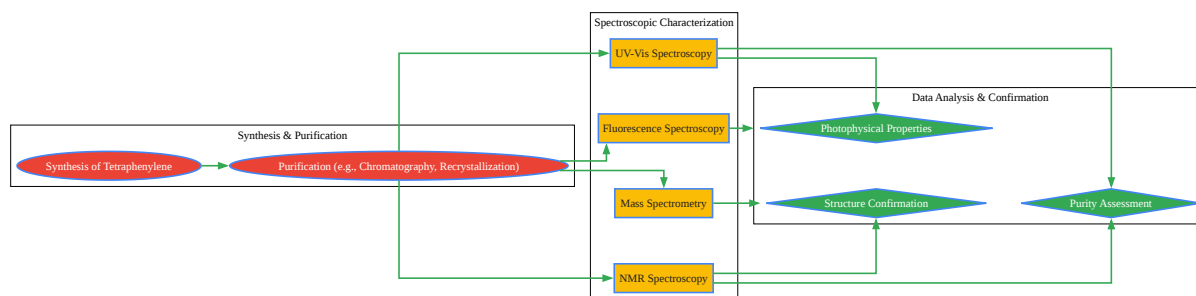 Spectroscopic Characterization
UV-Vis Spectroscopy
Data Analysis & Confirmation
Synthesis & Purification
Fluorescence Spectroscopy
Photophysical Properties
Synthesis of Tetraphenylene
Purification (e.g., Chromatography, Recrystallization)
Mass Spectrometry
Structure Confirmation
Purity Assessment
NMR Spectroscopy